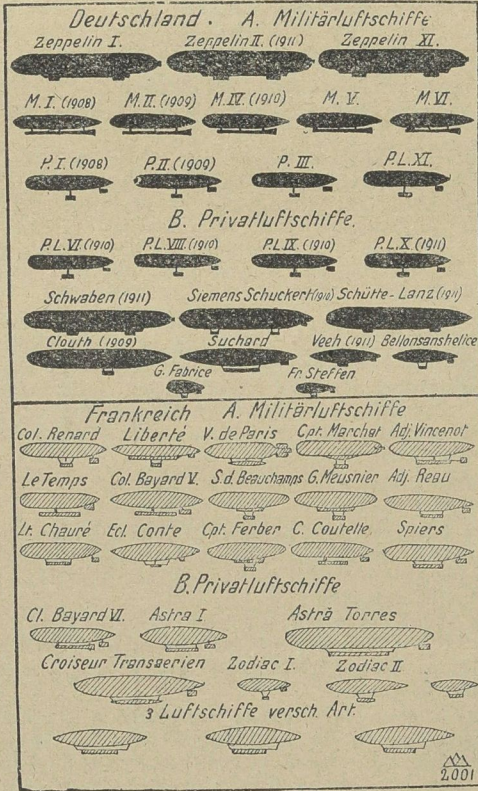 Deutschland. A. Militärluftschiffe
Zeppelin I. Zeppelin II. (1911) Zeppelin XI.
M. I. (1908) M. II. (1909) M. IV. (1910) M. V. M. VI.
P. I. (1908) P. II. (1909) P. III. P.L. XI.
B. Privatluftschiffe.
P.L. VI. (1910) P.L. VIII. (1910) P.L. IX. (1910) P.L. X. (1911)
Schwaben (1911) Siemens Schuckert (1910) Schütte-Lanz (1911)
Clouth (1909) Suchard Veeh (1911) Bellonsanshelice
G. Fabrice Fr. Steffen
Frankreich A. Militärluftschiffe
Col. Renard Liberté V. de Paris Cpt. Marchat Adj. Vincenot
Le Temps Col. Bayard V. S.d. Beauchamps G. Meusnier Adj. Reau
Lt. Chauré Ecl. Conte Cpt. Ferber C. Coutelle Spiers
B. Privatluftschiffe
Cl. Bayard VI. Astra I Astra Torres
Croiseur Transaerien Zodiac I. Zodiac II
3 Luftschiffe versch. Art.
2001